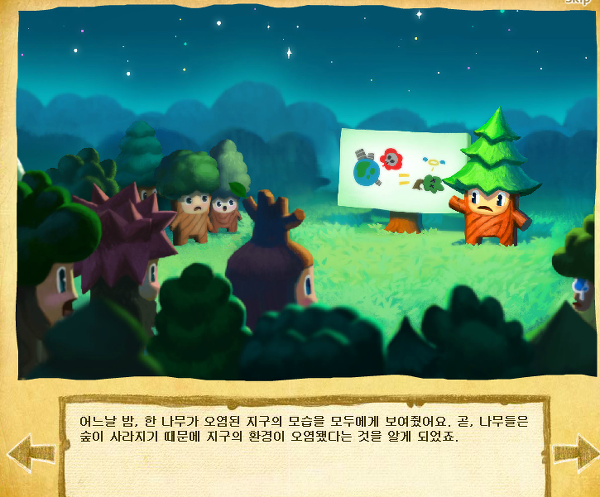 Skip
어느날 밤, 한 나무가 오염된 지구의 모습을 모두에게 보여줬어요. 곧, 나무들은
숲이 사라지기 때문에 지구의 환경이 오염됐다는 것을 알게 되었죠.